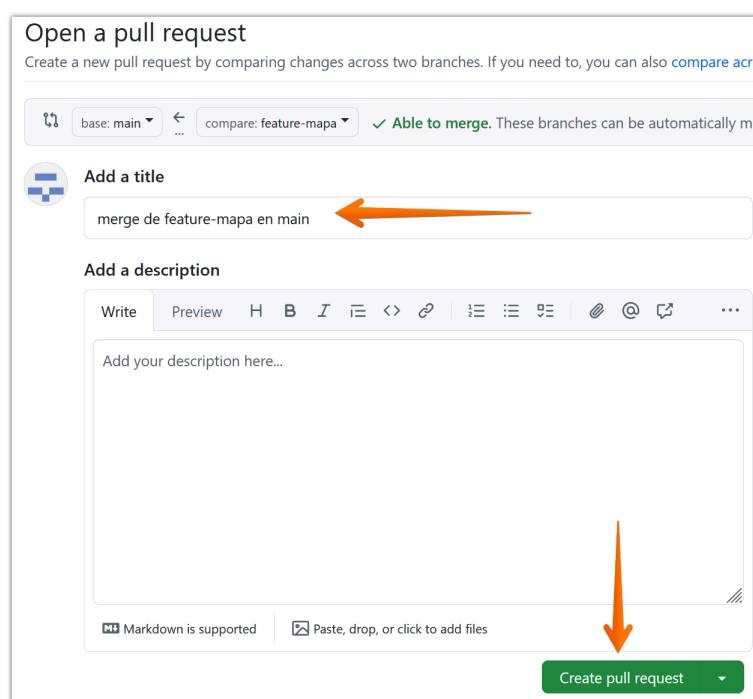 Open a pull request
Create a new pull request by comparing changes across two branches. If you need to, you can also compare acr
base: main
compare: feature-mapa
Able to merge. These branches can be automatically m
Add a title
merge de feature-mapa en main
Add a description
Write Preview H B I <> @ ...
Add your description here...
Markdown is supported
Paste, drop, or click to add files
Create pull request